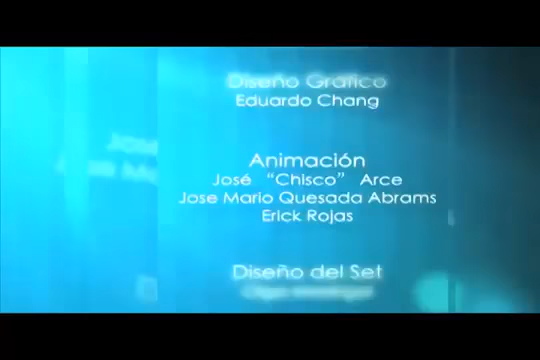 Diseño Gráfico
Eduardo Chang
Animación
José "Chisco" Arce
Jose Mario Quesada Abrams
Erick Rojas
Diseño del Set